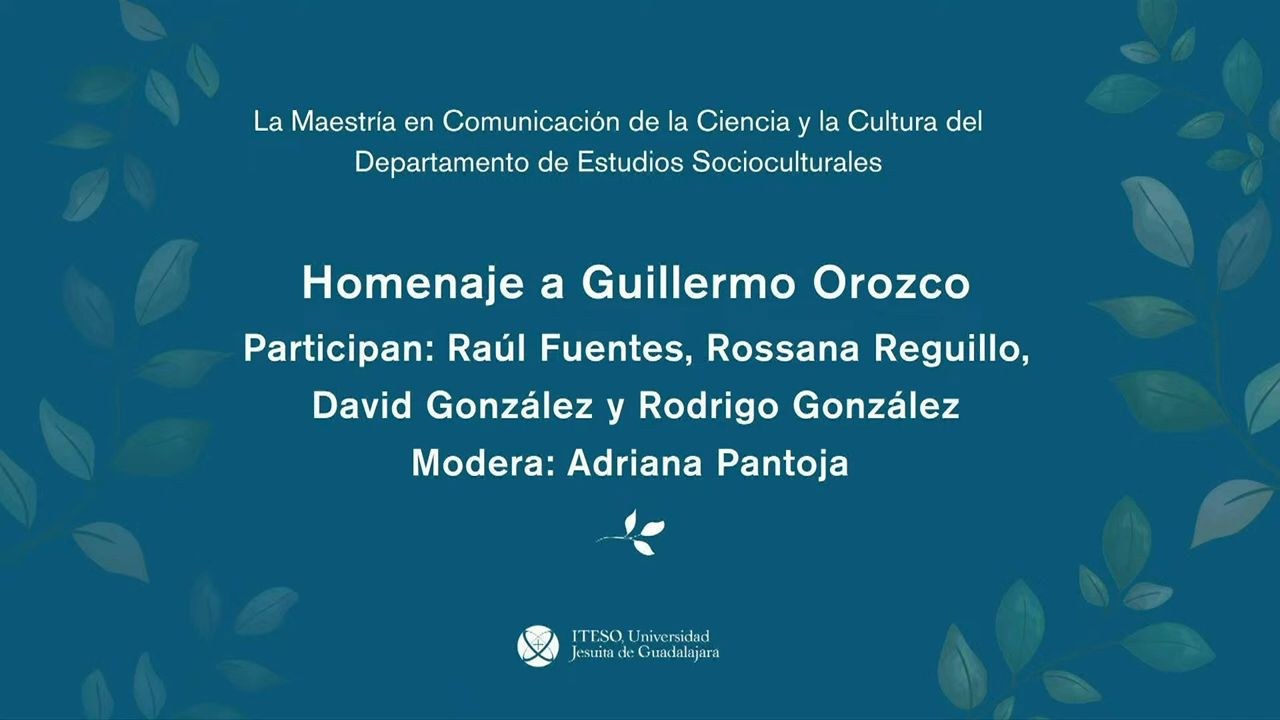 La Maestría en Comunicación de la Ciencia y la Cultura del
Departamento de Estudios Socioculturales
Homenaje a Guillermo Orozco
Participan: Raúl Fuentes, Rossana Reguillo,
David González y Rodrigo González
Modera: Adriana Pantoja
ITESO, Universidad
Jesuita de Guadalajara